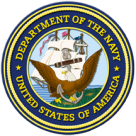 DEPARTMENT OF THE NAVY
UNITED STATES OF AMERICA